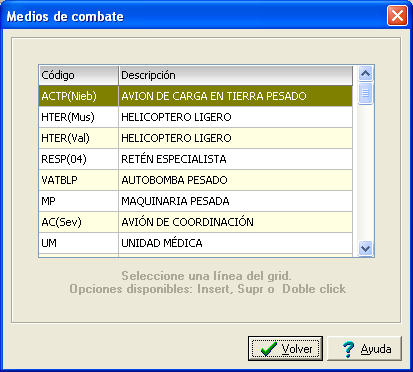 Medios de combate
Código Descripción
ACTP(Nieb) AVION DE CARGA EN TIERRA PESADO
HTER(Mus) HELICOPTERO LIGERO
HTER(Val) HELICOPTERO LIGERO
RESP(04) RETÉN ESPECIALISTA
VATBLP AUTOBOMBA PESADO
MP MAQUINARIA PESADA
AC(Sev) AVIÓN DE COORDINACIÓN
UM UNIDAD MÉDICA
Seleccione una línea del grid.
Opciones disponibles: Insert, Supr o Doble click
Volver Ayuda